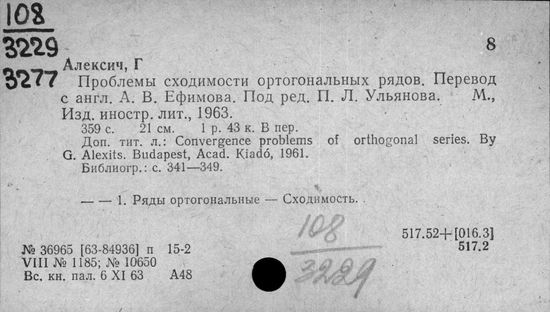 108
3229
3277
8
Алексич, Г
Проблемы сходимости ортогональных рядов. Перевод
с англ. А. В. Ефимова. Под ред. П. Л. Ульянова. М.,
Изд. иностр. лит., 1963.
359 с. 21 см. 1 р. 43 к. В пер.
Доп. тит. л.: Convergence problems of orthogonal series. By
G. Alexits. Budapest, Acad. Kiadó, 1961.
Библиогр.: с. 341—349.
— — 1. Ряды ортогональные — Сходимость.
108
3229
517.52+[016.3]
517.2
№ 36965 [63-84936] п 15-2
VIII № 1185; № 10650
Вс. кн. пал. 6 XI 63 А48